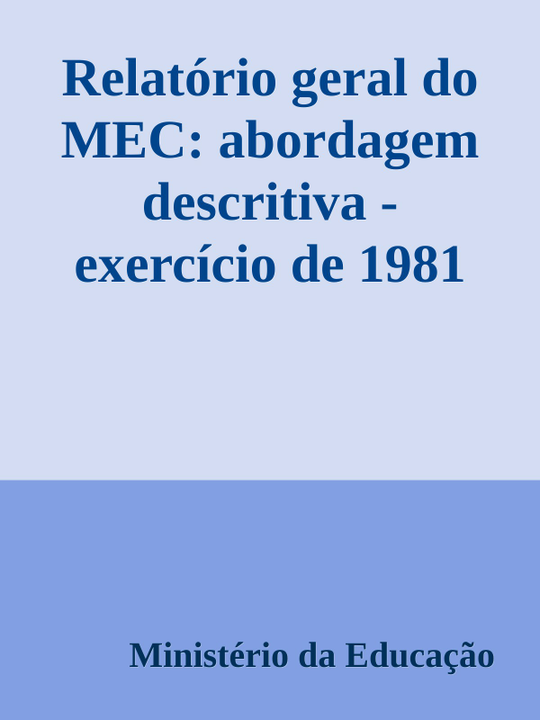 Relatório geral do
MEC: abordagem
descritiva -
exercício de 1981
Ministério da Educação